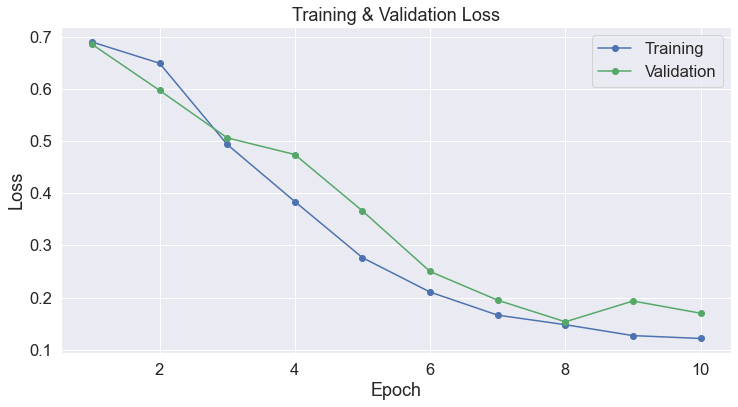 Training & Validation Loss
Training
Validation
0.7
0.6
0.5
0.4
0.3
0.2
0.1
Loss
2 4 6 8 10
Epoch